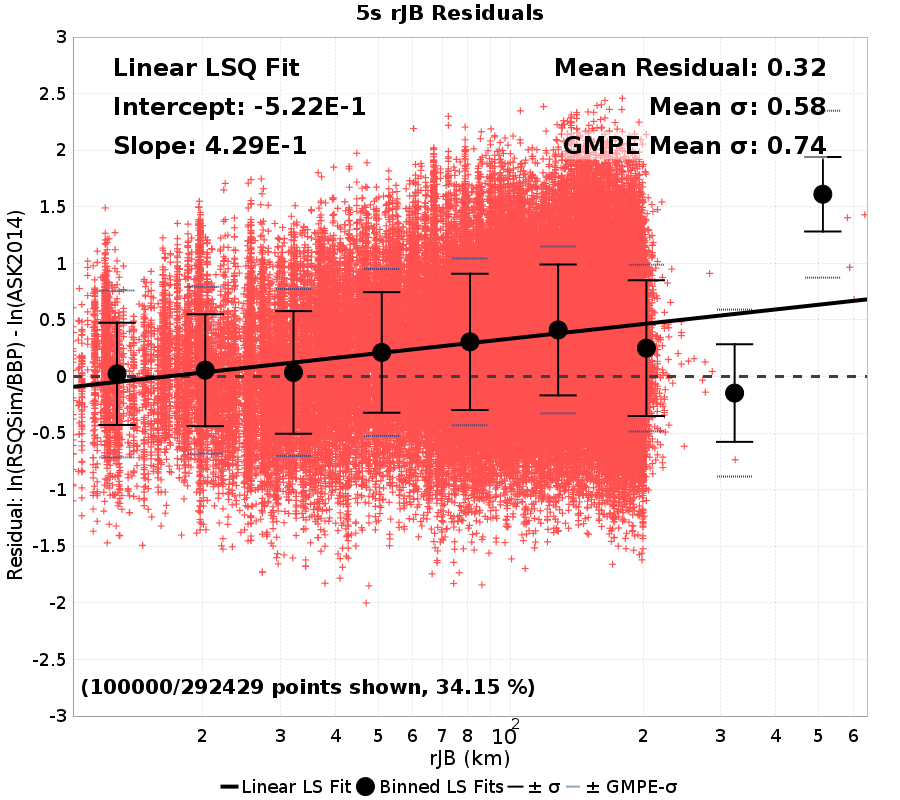 5s rJB Residuals
Linear LSQ Fit
Intercept: -5.22E-1
Slope: 4.29E-1
Mean Residual: 0.32
Mean σ: 0.58
GMPE Mean σ: 0.74
3
2.5
2
1.5
1
0.5
0
-0.5
-1
-1.5
-2
-2.5
-3
Residual: ln(RSQSim/BBP) - ln(ASK2014)
(100000/292429 points shown, 34.15 %)
2 3 4 5 6 7 8 10² 2 3 4 5 6
rJB (km)
Linear LS Fit Binned LS Fits ± σ ± GMPE-σ